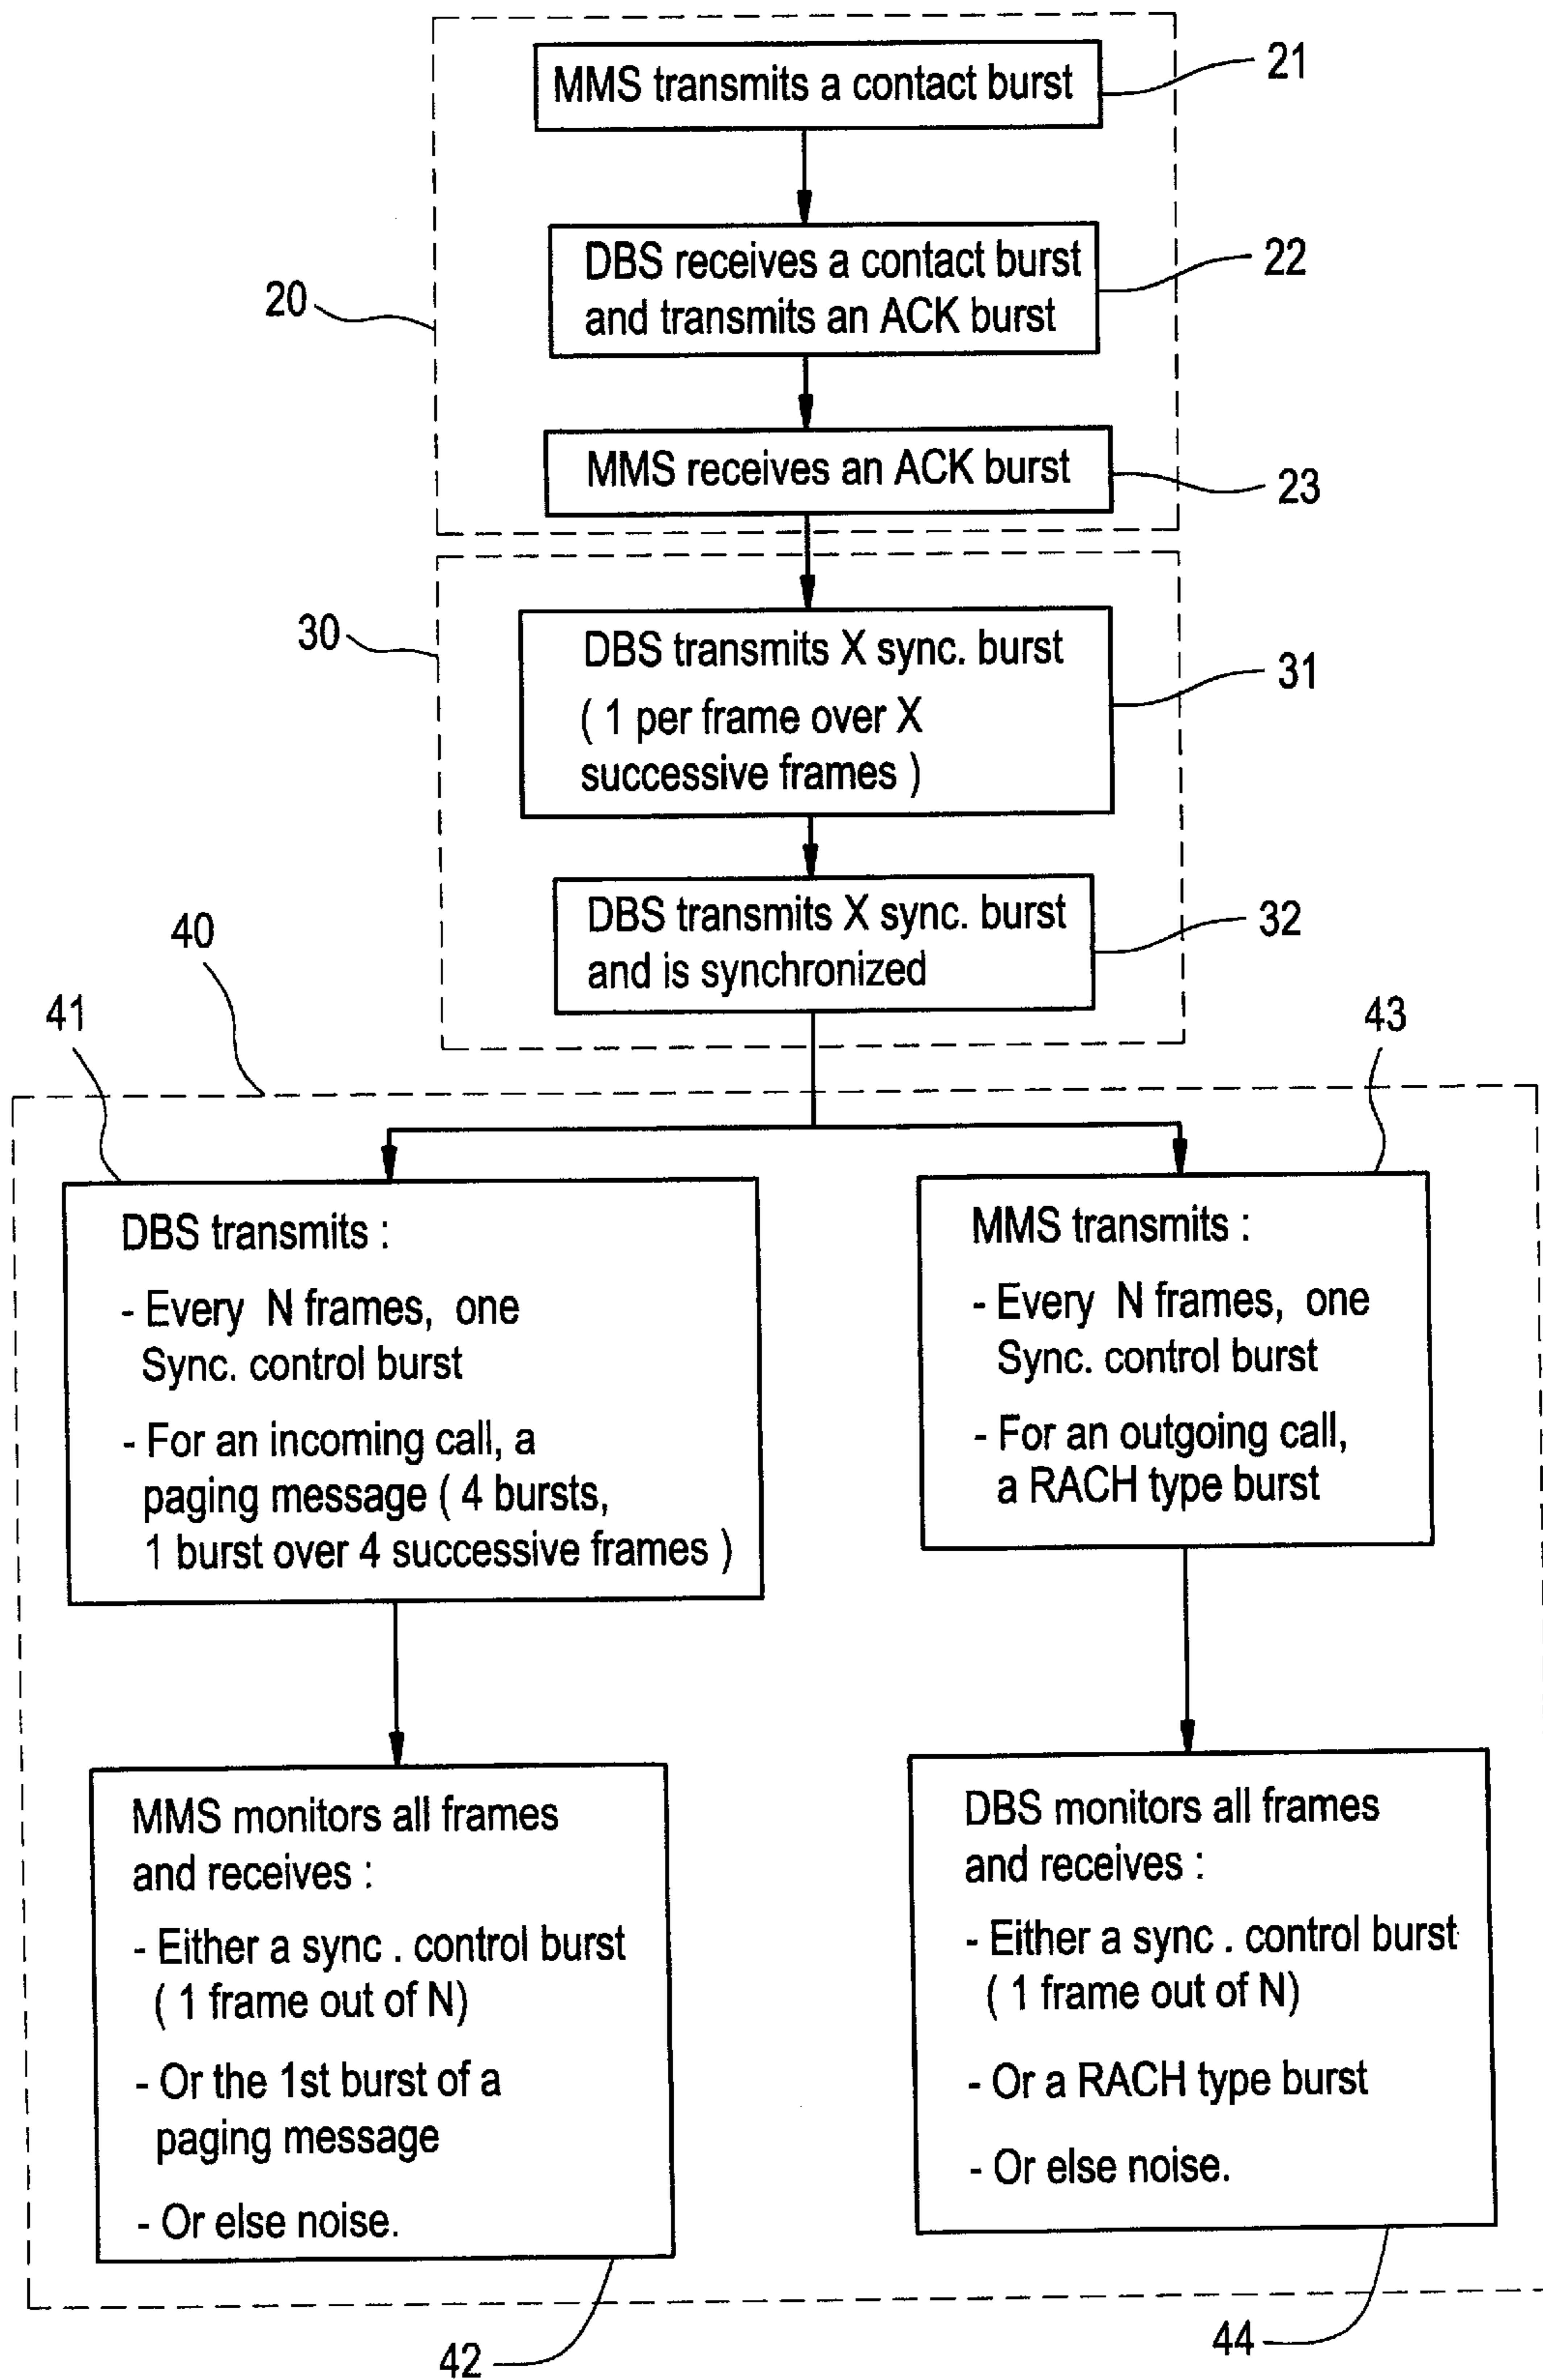 MMS transmits a contact burst
21
DBS receives a contact burst
and transmits an ACK burst
22
20
MMS receives an ACK burst
23
30
DBS transmits X sync. burst
( 1 per frame over X
successive frames )
31
DBS transmits X sync. burst
and is synchronized
32
40
41
43
DBS transmits :
- Every N frames, one
Sync. control burst
- For an incoming call, a
paging message ( 4 bursts,
1 burst over 4 successive frames )
MMS transmits :
- Every N frames, one
Sync. control burst
- For an outgoing call,
a RACH type burst
MMS monitors all frames
and receives :
- Either a sync . control burst
( 1 frame out of N)
- Or the 1st burst of a
paging message
- Or else noise.
DBS monitors all frames
and receives :
- Either a sync . control burst
( 1 frame out of N)
- Or a RACH type burst
- Or else noise.
42
44